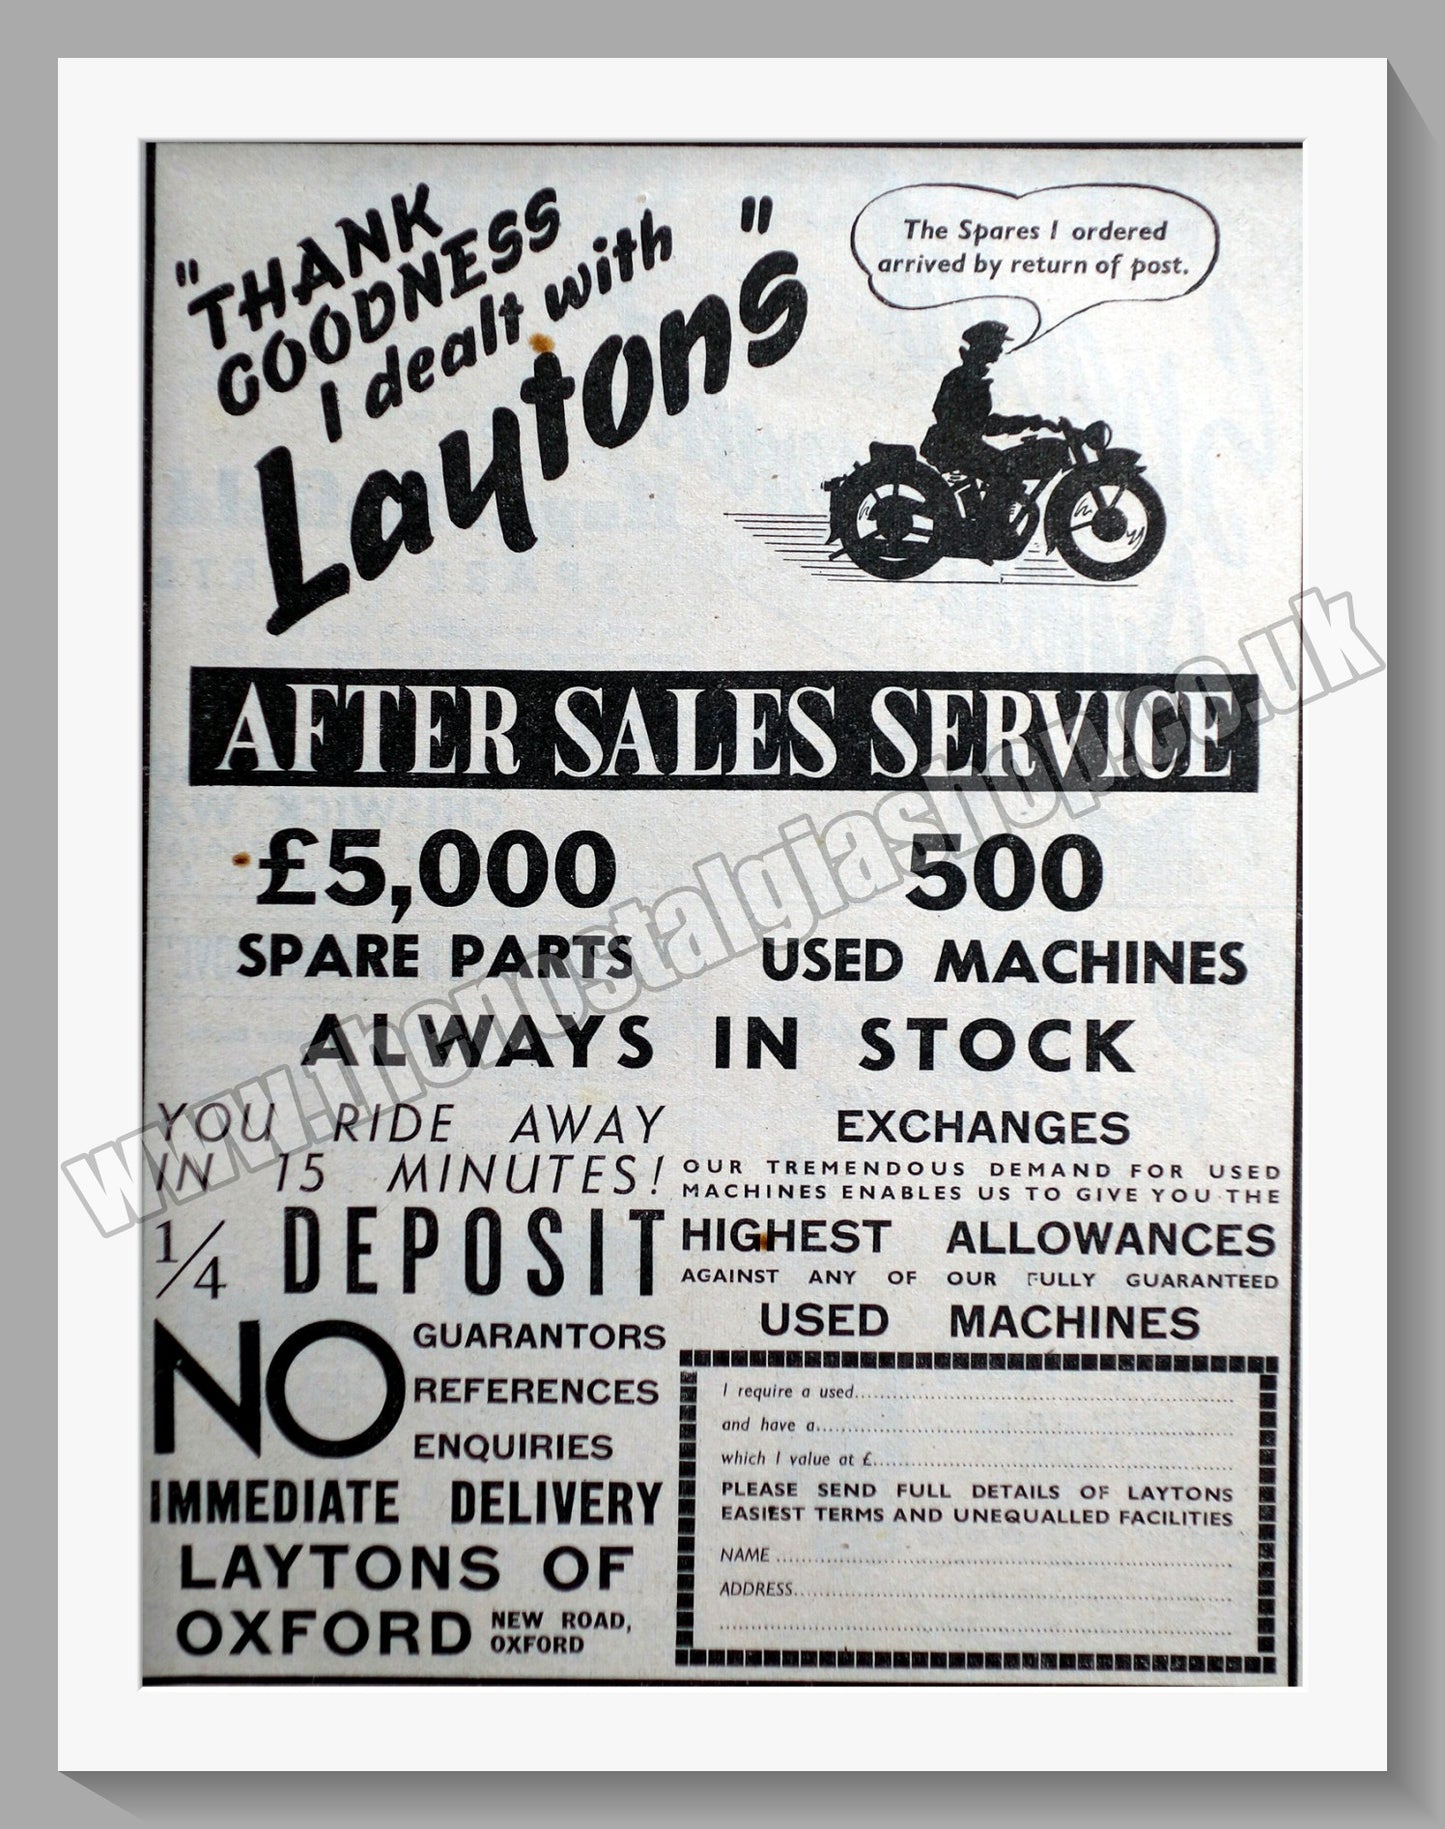 "THANK
GOODNESS
I dealt with
Laytons"
The Spares I ordered
arrived by return of post.
AFTER SALES SERVICE
£5,000
SPARE PARTS
500
USED MACHINES
ALWAYS IN STOCK
YOU RIDE AWAY
IN 15 MINUTES!
1/4 DEPOSIT
NO
GUARANTORS
REFERENCES
ENQUIRIES
IMMEDIATE DELIVERY
LAYTONS OF
OXFORD
NEW ROAD,
OXFORD
EXCHANGES
OUR TREMENDOUS DEMAND FOR USED
MACHINES ENABLES US TO GIVE YOU THE
HIGHEST ALLOWANCES
AGAINST ANY OF OUR FULLY GUARANTEED
USED MACHINES
I require a used
and have a
which I value at £
PLEASE SEND FULL DETAILS OF LAYTONS
EASIEST TERMS AND UNEQUALLED FACILITIES
NAME
ADDRESS
www.thenostalgiashop.co.uk